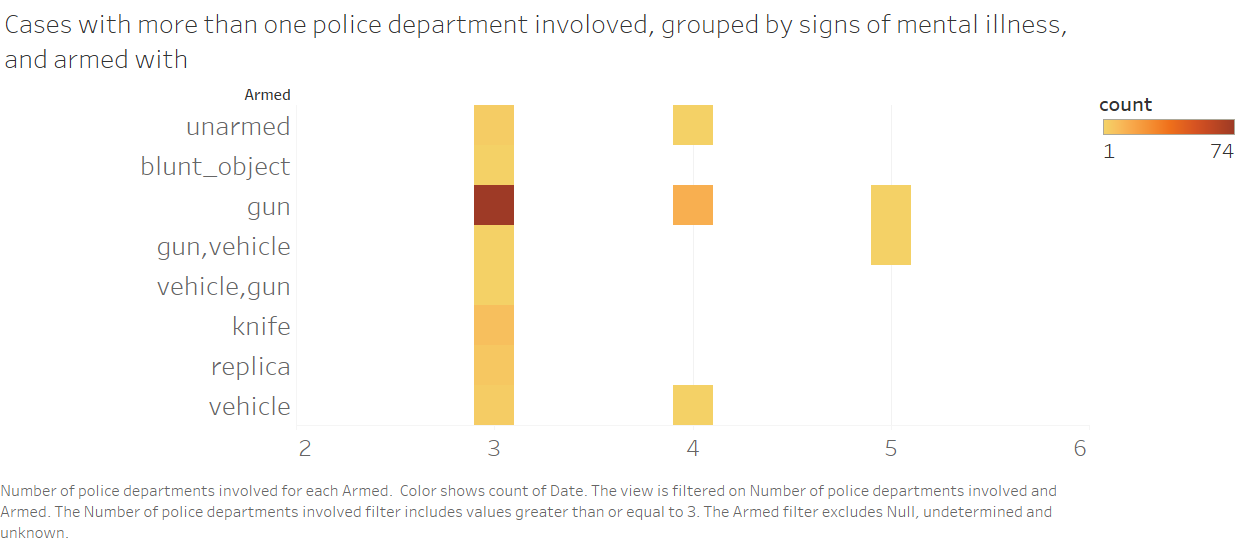 Cases with more than one police department involoved, grouped by signs of mental illness,
and armed with
Armed
count
unarmed
1 74
blunt_object
gun
gun,vehicle
vehicle,gun
knife
replica
vehicle
2 3 4 5 6
Number of police departments involved for each Armed.  Color shows count of Date. The view is filtered on Number of police departments involved and
Armed. The Number of police departments involved filter includes values greater than or equal to 3. The Armed filter excludes Null, undetermined and
unknown.